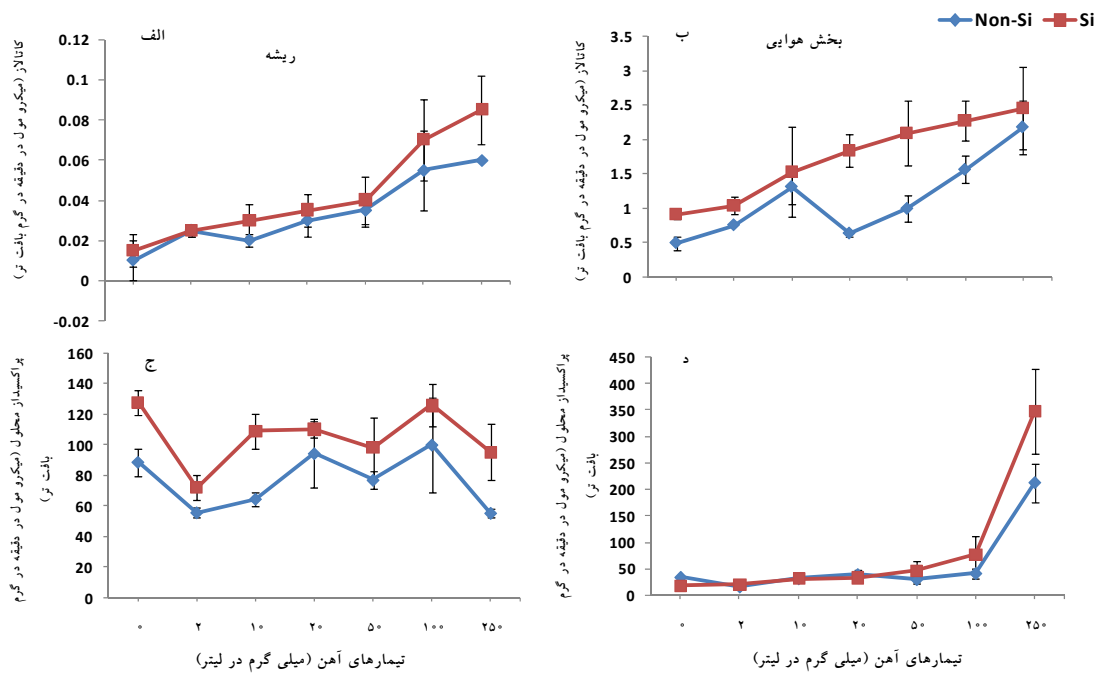 Non-Si Si
الف
ریشه
کاتالاز (میکرو مول در دقیقه در گرم بافت تر)
0.12
0.1
0.08
0.06
0.04
0.02
0
-0.02
ب
بخش هوایی
کاتالاز (میکرو مول در دقیقه در گرم بافت تر)
3.5
3
2.5
2
1.5
1
0.5
0
ج
پراکسیداز محلول (میکرو مول در دقیقه در گرم
بافت تر)
160
140
120
100
80
60
40
20
0
۰ ۲ ۱۰ ۲۰ ۵۰ ۱۰۰ ۲۵۰
تیمارهای آهن (میلی گرم در لیتر)
د
پراکسیداز محلول (میکرو مول در دقیقه در گرم
بافت تر)
450
400
350
300
250
200
150
100
50
0
۰ ۲ ۱۰ ۲۰ ۵۰ ۱۰۰ ۲۵۰
تیمارهای آهن (میلی گرم در لیتر)